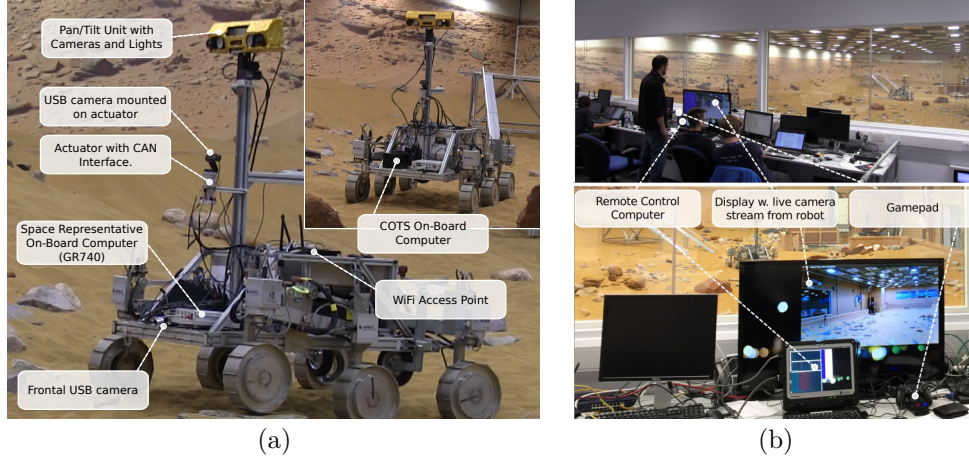 Pan/Tilt Unit with
Cameras and Lights
USB camera mounted
on actuator
Actuator with CAN
Interface.
Space Representative
On-Board Computer
(GR740)
COTS On-Board
Computer
WiFi Access Point
Frontal USB camera
(a)
Remote Control
Computer
Display w. live camera
stream from robot
Gamepad
(b)